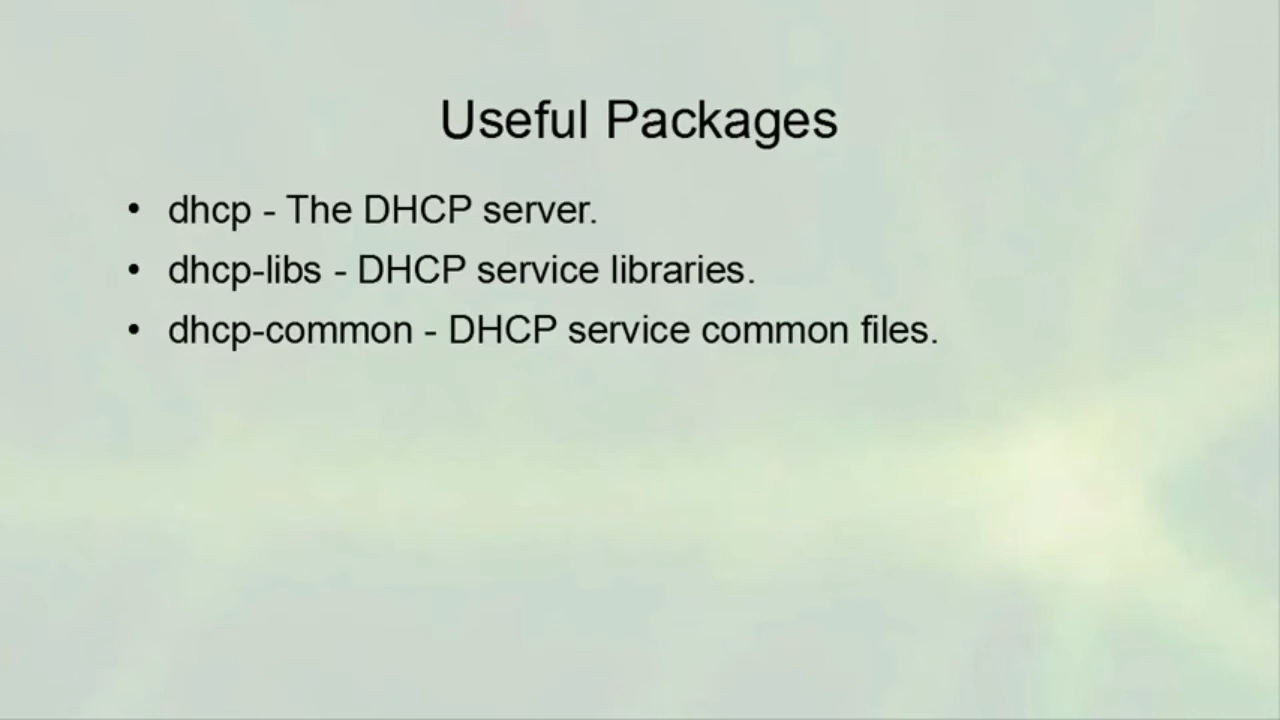 Useful Packages
• dhcp - The DHCP server.
• dhcp-libs - DHCP service libraries.
• dhcp-common - DHCP service common files.